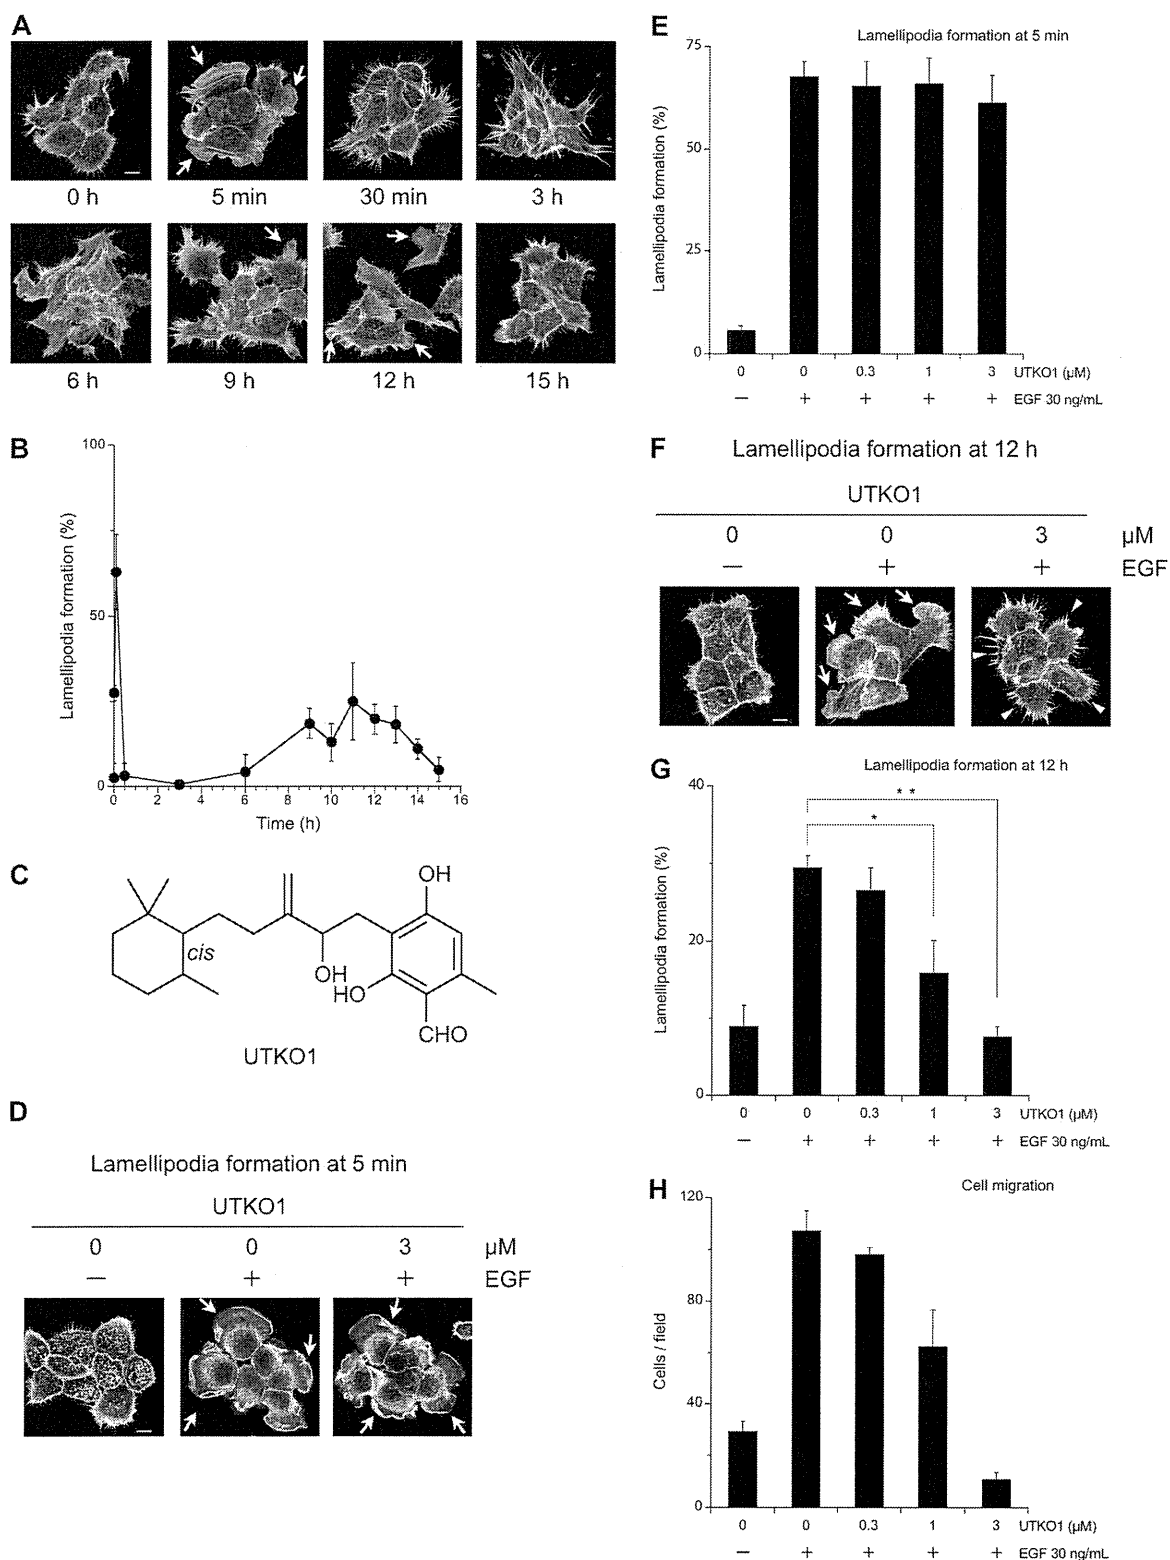 A
0 h
5 min
30 min
3 h
6 h
9 h
12 h
15 h
B
100
50
0
Lamellipodia formation (%)
0 2 4 6 8 10 12 14 16
Time (h)
C
OH
cis
OH
HO
CHO
UTKO1
D
Lamellipodia formation at 5 min
UTKO1
0 0 3 µM
— + + EGF
E
Lamellipodia formation at 5 min
75
50
25
0
Lamellipodia formation (%)
0 0 0.3 1 3 UTKO1 (µM)
— + + + + EGF 30 ng/mL
F
Lamellipodia formation at 12 h
UTKO1
0 0 3 µM
— + + EGF
G
Lamellipodia formation at 12 h
40
20
0
Lamellipodia formation (%)
* *
*
0 0 0.3 1 3 UTKO1 (µM)
— + + + + EGF 30 ng/mL
H
Cell migration
120
80
40
0
Cells / field
0 0 0.3 1 3 UTKO1 (µM)
— + + + + EGF 30 ng/mL